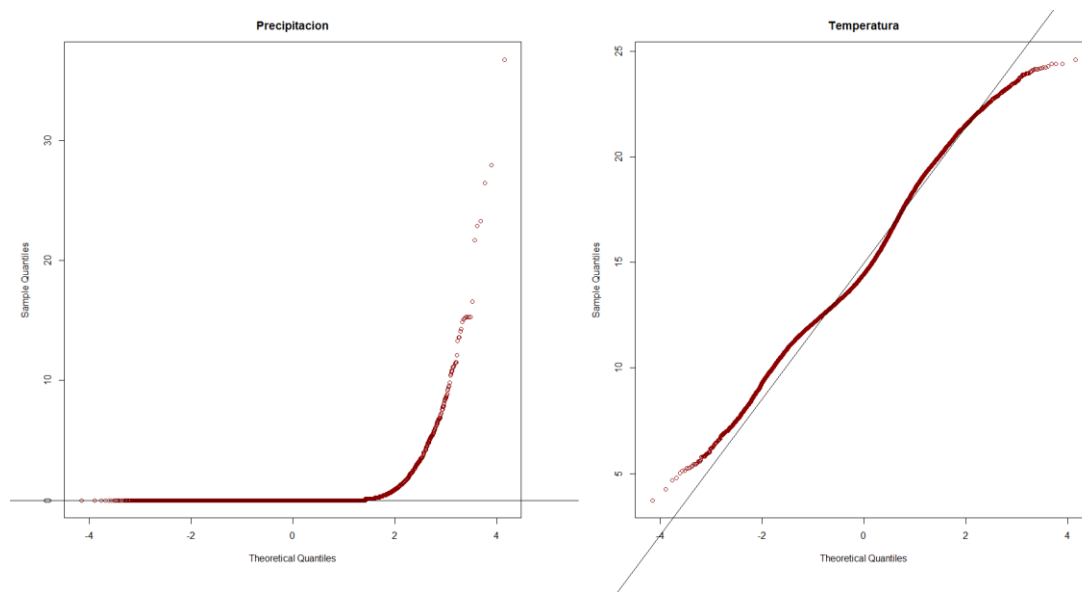 Precipitacion
30
20
10
0
Sample Quantiles
-4 -2 0 2 4
Theoretical Quantiles
Temperatura
25
20
15
10
5
Sample Quantiles
-4 -2 0 2 4
Theoretical Quantiles